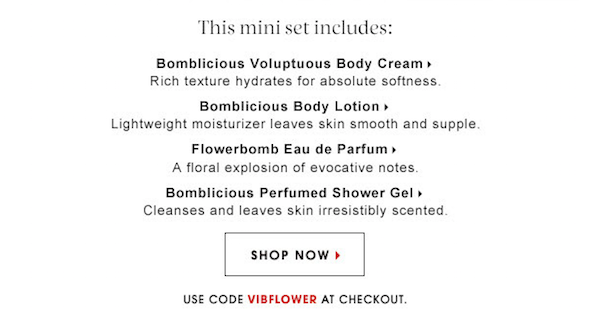 This mini set includes:
Bomblicious Voluptuous Body Cream
Rich texture hydrates for absolute softness.
Bomblicious Body Lotion
Lightweight moisturizer leaves skin smooth and supple.
Flowerbomb Eau de Parfum
A floral explosion of evocative notes.
Bomblicious Perfumed Shower Gel
Cleanses and leaves skin irresistibly scented.
SHOP NOW
USE CODE VIBFLOWER AT CHECKOUT.